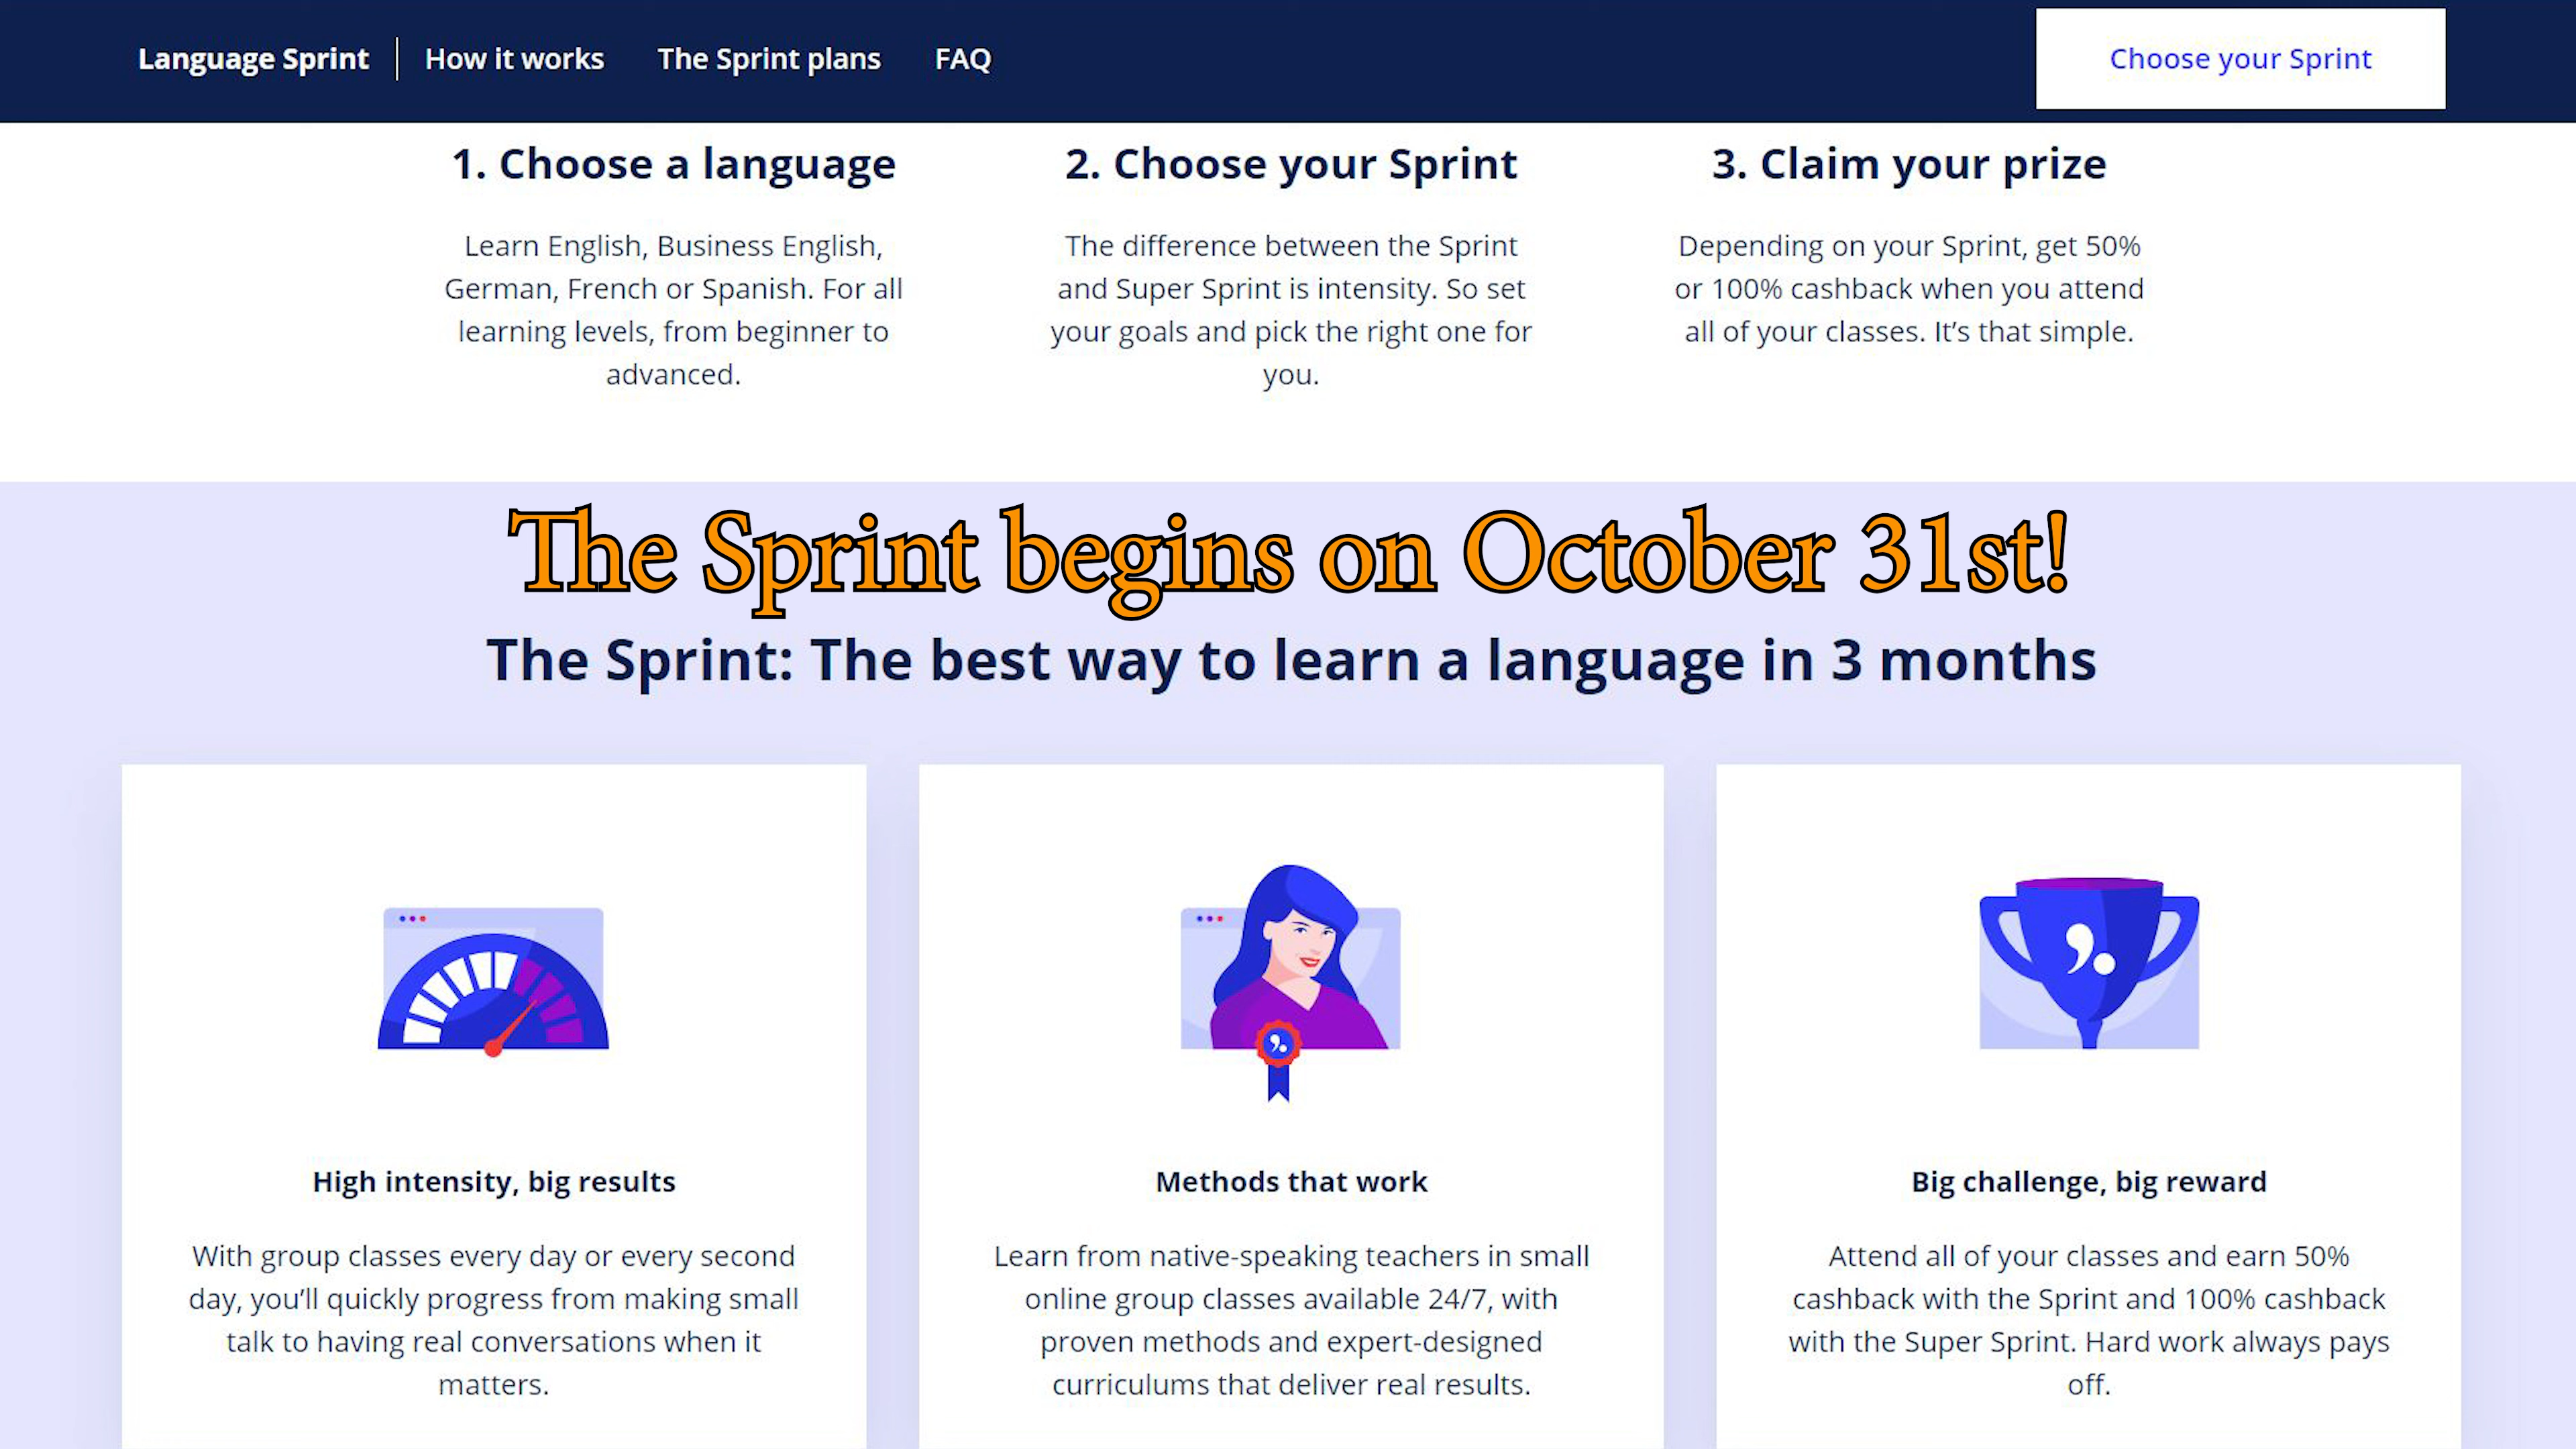 Language Sprint
How it works
The Sprint plans
FAQ
Choose your Sprint
1. Choose a language
Learn English, Business English,
German, French or Spanish. For all
learning levels, from beginner to
advanced.
2. Choose your Sprint
The difference between the Sprint
and Super Sprint is intensity. So set
your goals and pick the right one for
you.
3. Claim your prize
Depending on your Sprint, get 50%
or 100% cashback when you attend
all of your classes. It’s that simple.
The Sprint begins on October 31st!
The Sprint: The best way to learn a language in 3 months
High intensity, big results
With group classes every day or every second
day, you’ll quickly progress from making small
talk to having real conversations when it
matters.
Methods that work
Learn from native-speaking teachers in small
online group classes available 24/7, with
proven methods and expert-designed
curriculums that deliver real results.
Big challenge, big reward
Attend all of your classes and earn 50%
cashback with the Sprint and 100% cashback
with the Super Sprint. Hard work always pays
off.